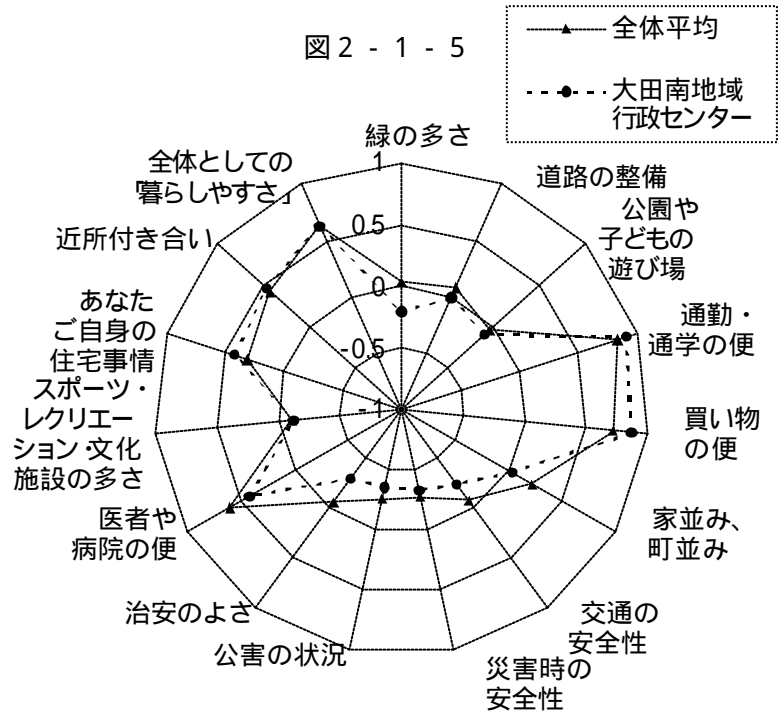 図2-1-5
全体平均
大田南地域
行政センター
緑の多さ
道路の整備
公園や
子どもの
遊び場
通勤・
通学の便
買い物
の便
家並み、
町並み
交通の
安全性
災害時の
安全性
公害の状況
治安のよさ
医者や
病院の便
スポーツ・
レクリエー
ション 文化
施設の多さ
あなた
ご自身の
住宅事情
近所付き合い
全体としての
「暮らしやすさ」
1
0.5
0
-0.5
-1